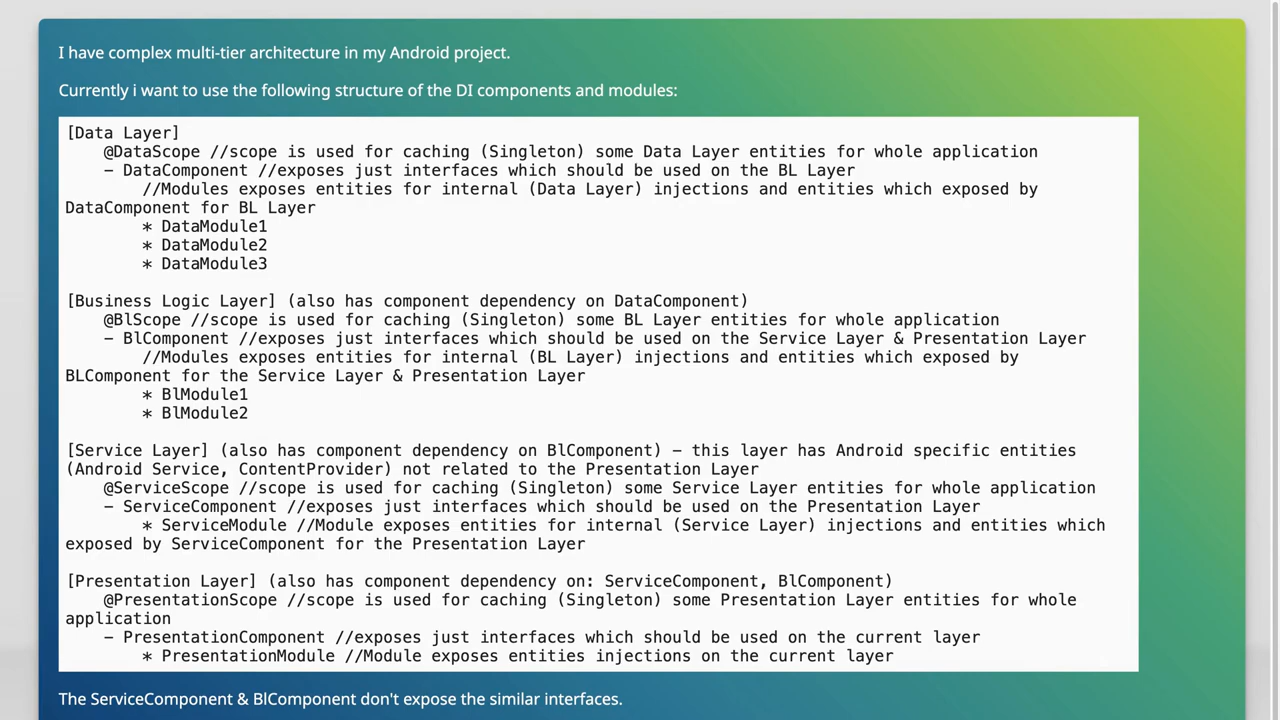 I have complex multi-tier architecture in my Android project.
Currently i want to use the following structure of the DI components and modules:
[Data Layer]
@DataScope //scope is used for caching (Singleton) some Data Layer entities for whole application
– DataComponent //exposes just interfaces which should be used on the BL Layer
//Modules exposes entities for internal (Data Layer) injections and entities which exposed by
DataComponent for BL Layer
* DataModule1
* DataModule2
* DataModule3
[Business Logic Layer] (also has component dependency on DataComponent)
@BlScope //scope is used for caching (Singleton) some BL Layer entities for whole application
– BlComponent //exposes just interfaces which should be used on the Service Layer & Presentation Layer
//Modules exposes entities for internal (BL Layer) injections and entities which exposed by
BLComponent for the Service Layer & Presentation Layer
* BlModule1
* BlModule2
[Service Layer] (also has component dependency on BlComponent) – this layer has Android specific entities
(Android Service, ContentProvider) not related to the Presentation Layer
@ServiceScope //scope is used for caching (Singleton) some Service Layer entities for whole application
– ServiceComponent //exposes just interfaces which should be used on the Presentation Layer
* ServiceModule //Module exposes entities for internal (Service Layer) injections and entities which
exposed by ServiceComponent for the Presentation Layer
[Presentation Layer] (also has component dependency on: ServiceComponent, BlComponent)
@PresentationScope //scope is used for caching (Singleton) some Presentation Layer entities for whole
application
– PresentationComponent //exposes just interfaces which should be used on the current layer
* PresentationModule //Module exposes entities injections on the current layer
The ServiceComponent & BlComponent don't expose the similar interfaces.